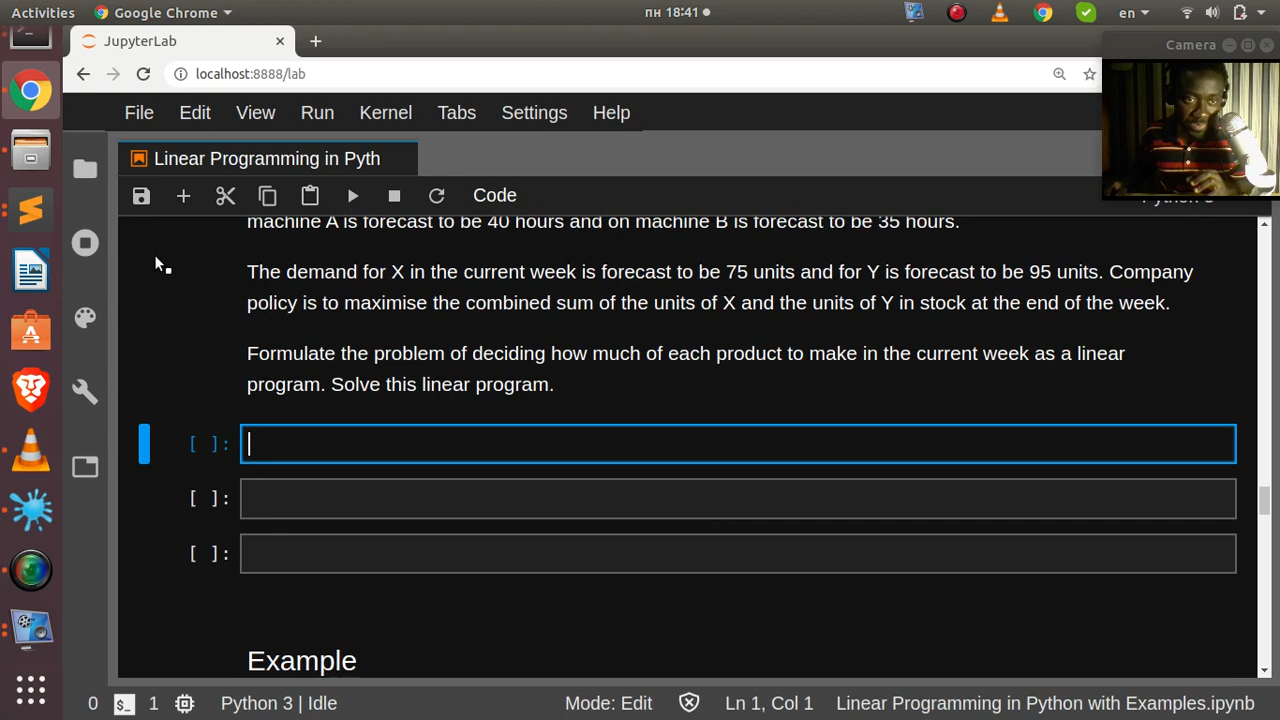 Activities Google Chrome пн 18:41 en
JupyterLab
localhost:8888/lab
Camera
File Edit View Run Kernel Tabs Settings Help
Linear Programming in Pyth
Code
machine A is forecast to be 40 hours and on machine B is forecast to be 35 hours.
The demand for X in the current week is forecast to be 75 units and for Y is forecast to be 95 units. Company
policy is to maximise the combined sum of the units of X and the units of Y in stock at the end of the week.
Formulate the problem of deciding how much of each product to make in the current week as a linear
program. Solve this linear program.
[ ]:
[ ]:
[ ]:
Example
0 $_ 1 Python 3 | Idle Mode: Edit Ln 1, Col 1 Linear Programming in Python with Examples.ipynb